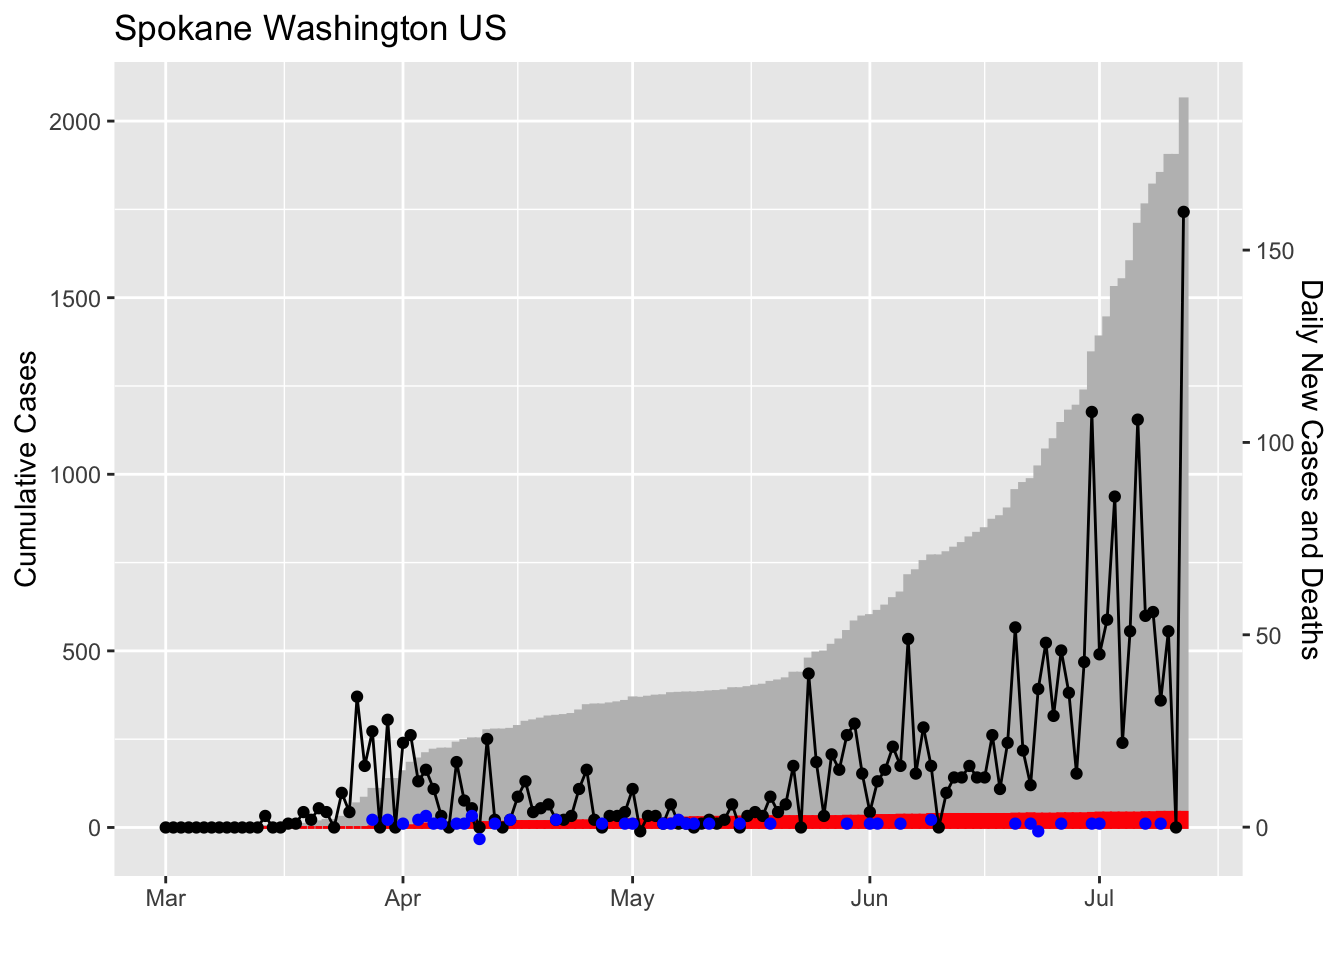 Spokane Washington US
Cumulative Cases
2000
1500
1000
500
0
150
100
50
0
Daily New Cases and Deaths
Mar
Apr
May
Jun
Jul